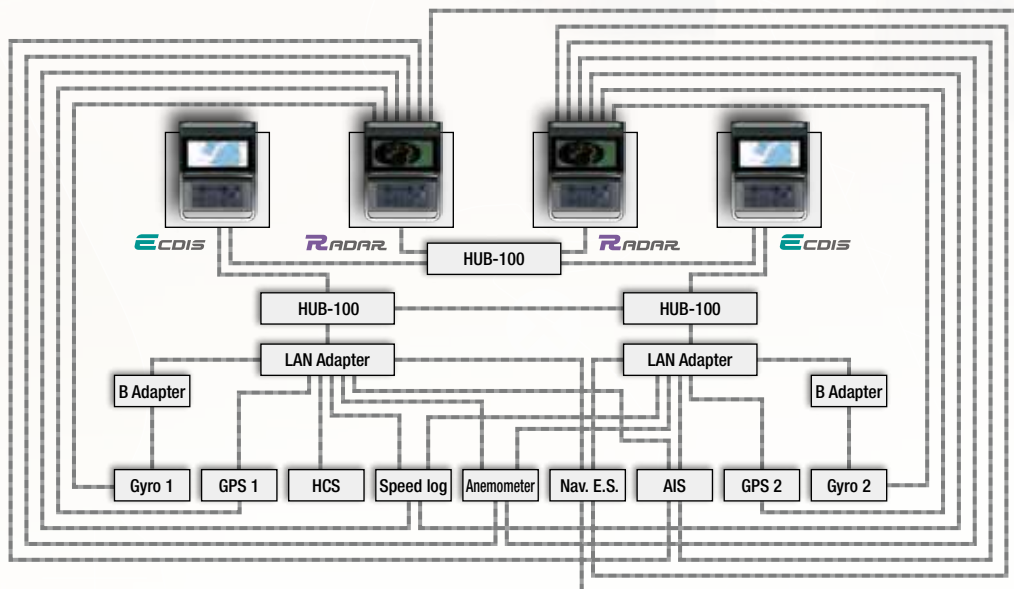 ECDIS
RADAR
RADAR
ECDIS
HUB-100
HUB-100
HUB-100
LAN Adapter
LAN Adapter
B Adapter
B Adapter
Gyro 1
GPS 1
HCS
Speed log
Anemometer
Nav. E.S.
AIS
GPS 2
Gyro 2